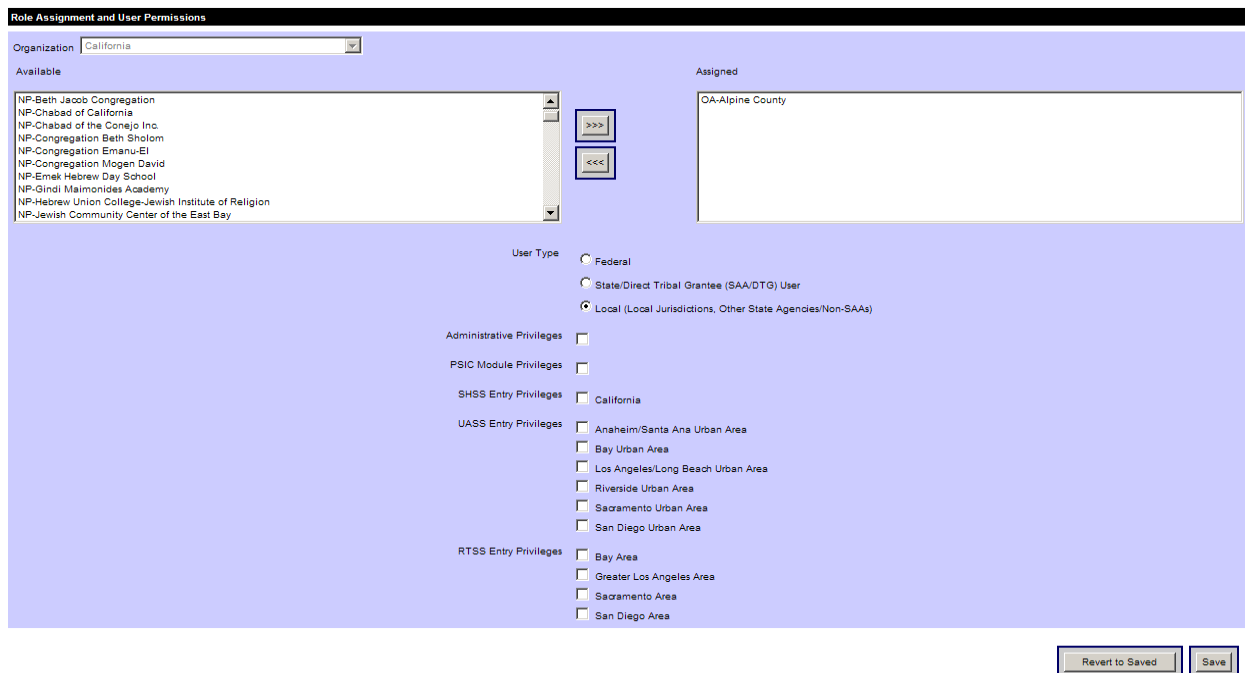 Role Assignment and User Permissions
Organization California
Available Assigned
NP-Beth Jacob Congregation
NP-Chabad of California
NP-Chabad of the Conejo Inc.
NP-Congregation Beth Sholom
NP-Congregation Emanu-El
NP-Congregation Mogen David
NP-Emek Hebrew Day School
NP-Gindi Maimonides Academy
NP-Hebrew Union College-Jewish Institute of Religion
NP-Jewish Community Center of the East Bay
>>>
<<<
OA-Alpine County
User Type Federal
State/Direct Tribal Grantee (SAA/DTG) User
Local (Local Jurisdictions, Other State Agencies/Non-SAAs)
Administrative Privileges
PSIC Module Privileges
SHSS Entry Privileges California
UASS Entry Privileges Anaheim/Santa Ana Urban Area
Bay Urban Area
Los Angeles/Long Beach Urban Area
Riverside Urban Area
Sacramento Urban Area
San Diego Urban Area
RTSS Entry Privileges Bay Area
Greater Los Angeles Area
Sacramento Area
San Diego Area
Revert to Saved Save